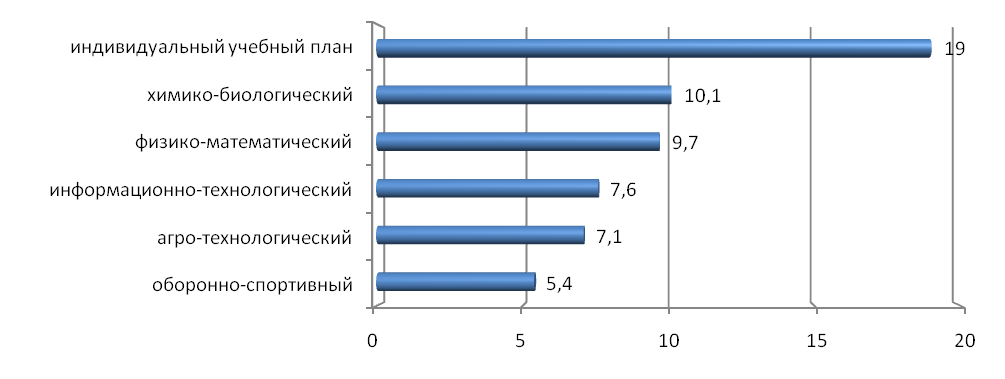 индивидуальный учебный план 19
химико-биологический 10,1
физико-математический 9,7
информационно-технологический 7,6
агро-технологический 7,1
оборонно-спортивный 5,4
0 5 10 15 20